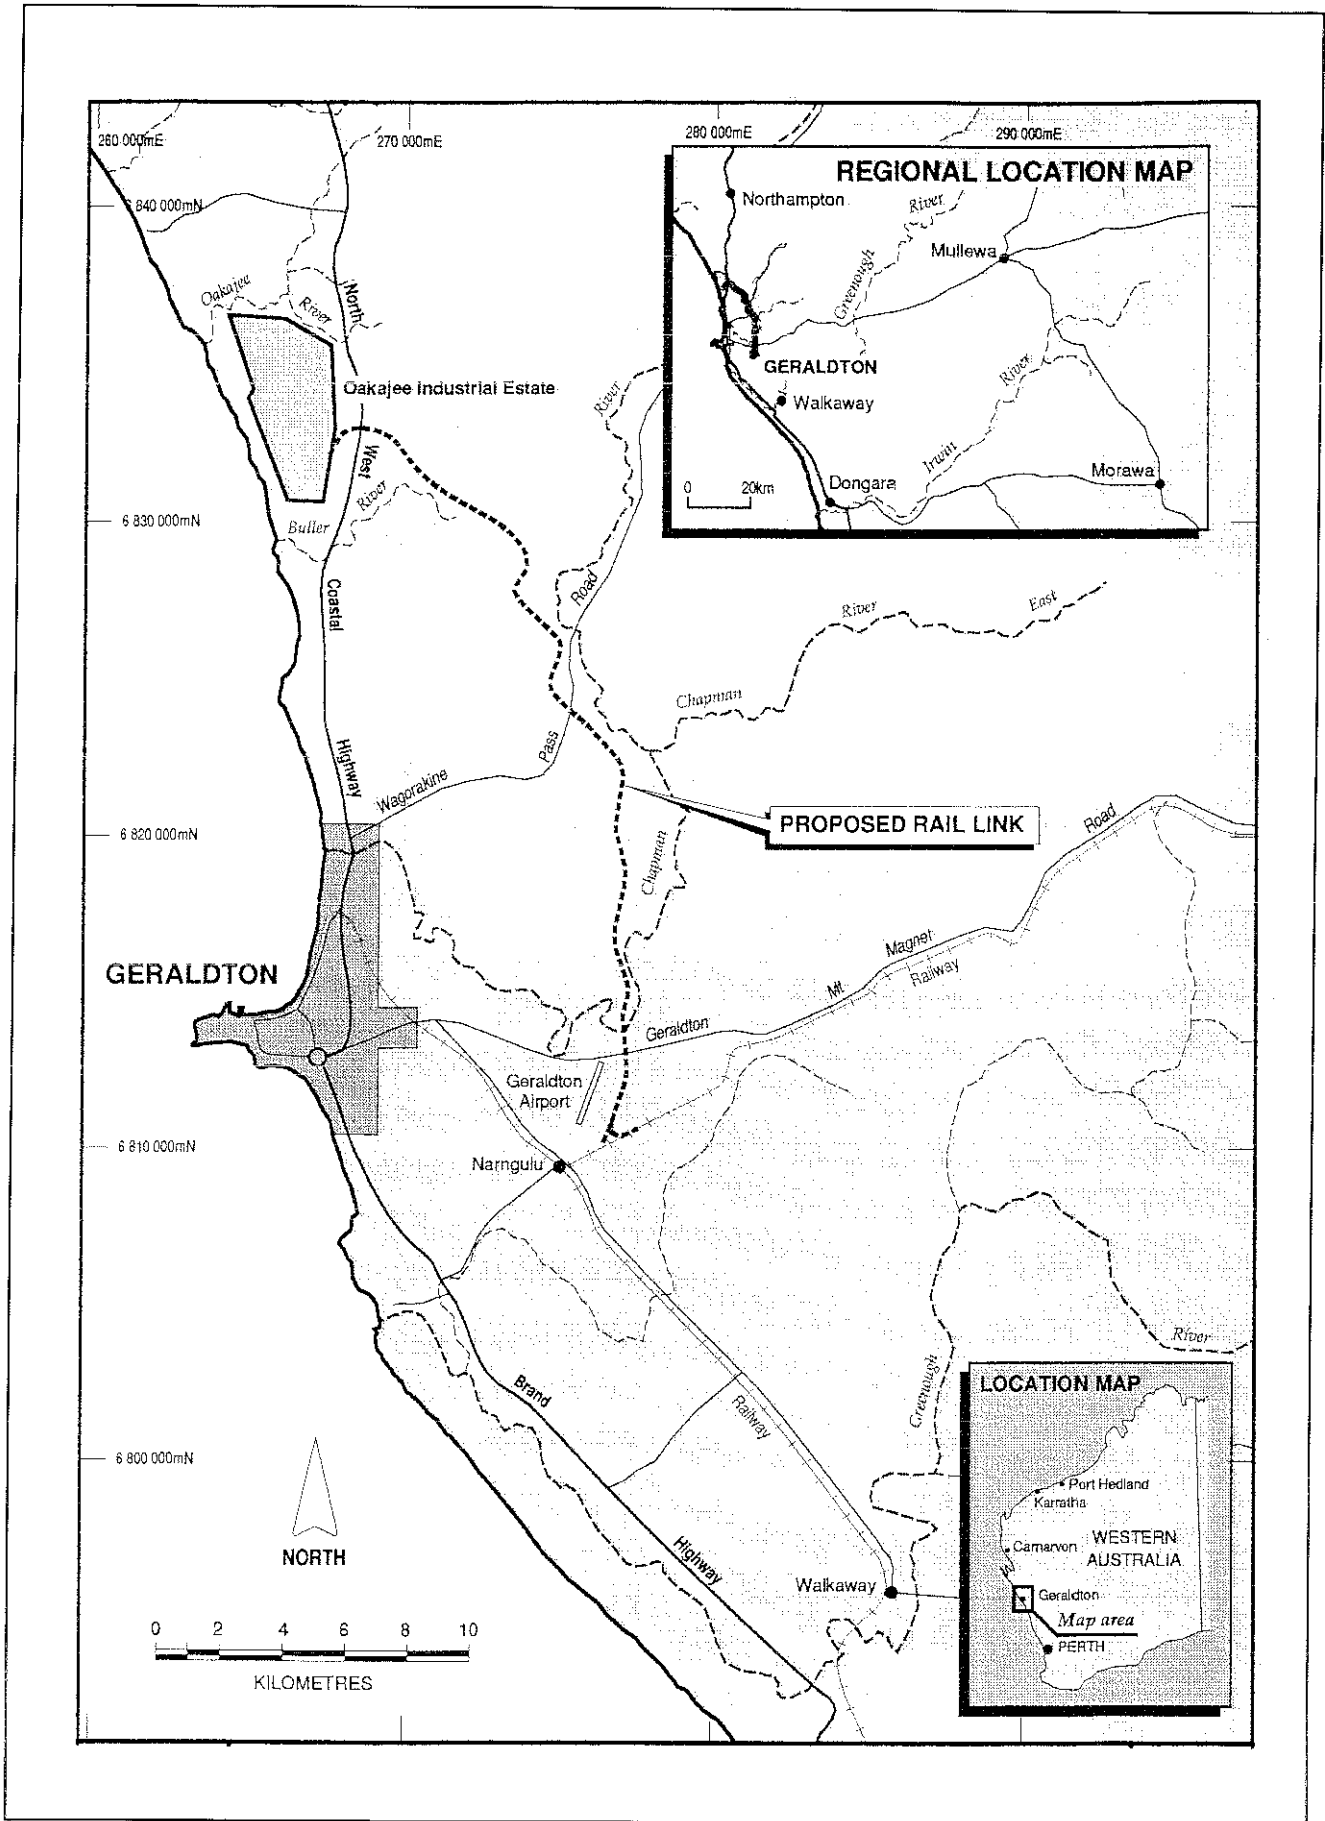 260 000mE
270 000mE
280 000mE
290 000mE
REGIONAL LOCATION MAP
Northampton
River
Greenough
Mullewa
GERALDTON
Walkaway
River
Irwin
Morawa
Dongara
0 20km
6 840 000mN
Oakajee
River
North
Oakajee Industrial Estate
West
River
Buller
6 830 000mN
Coastal
River
Road
River
East
Chapman
Highway
Wagorakine
Pass
6 820 000mN
PROPOSED RAIL LINK
Road
Chapman
Magnet
Railway
Mt
Geraldton
GERALDTON
Geraldton
Airport
6 810 000mN
Narngulu
River
Greenough
Brand
Railway
6 800 000mN
NORTH
Highway
Walkaway
0 2 4 6 8 10
KILOMETRES
LOCATION MAP
Port Hedland
Karratha
Carnarvon
WESTERN
AUSTRALIA
Geraldton
Map area
PERTH